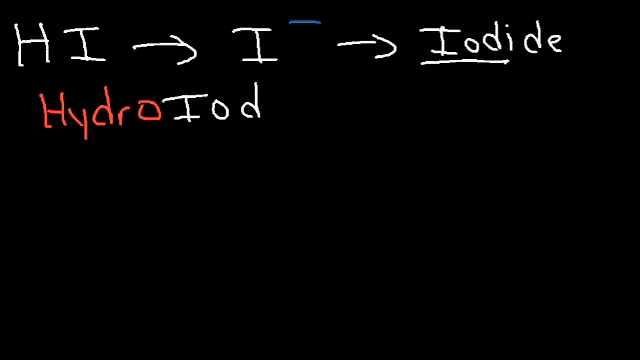 HI → I⁻ → Iodide
HydroIod